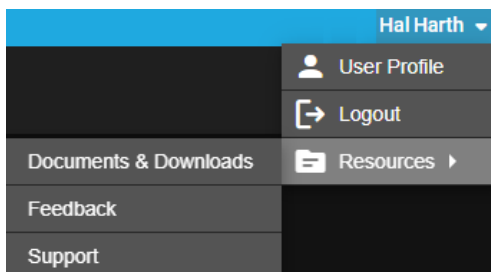 Hal Harth
User Profile
Logout
Resources
Documents & Downloads
Feedback
Support